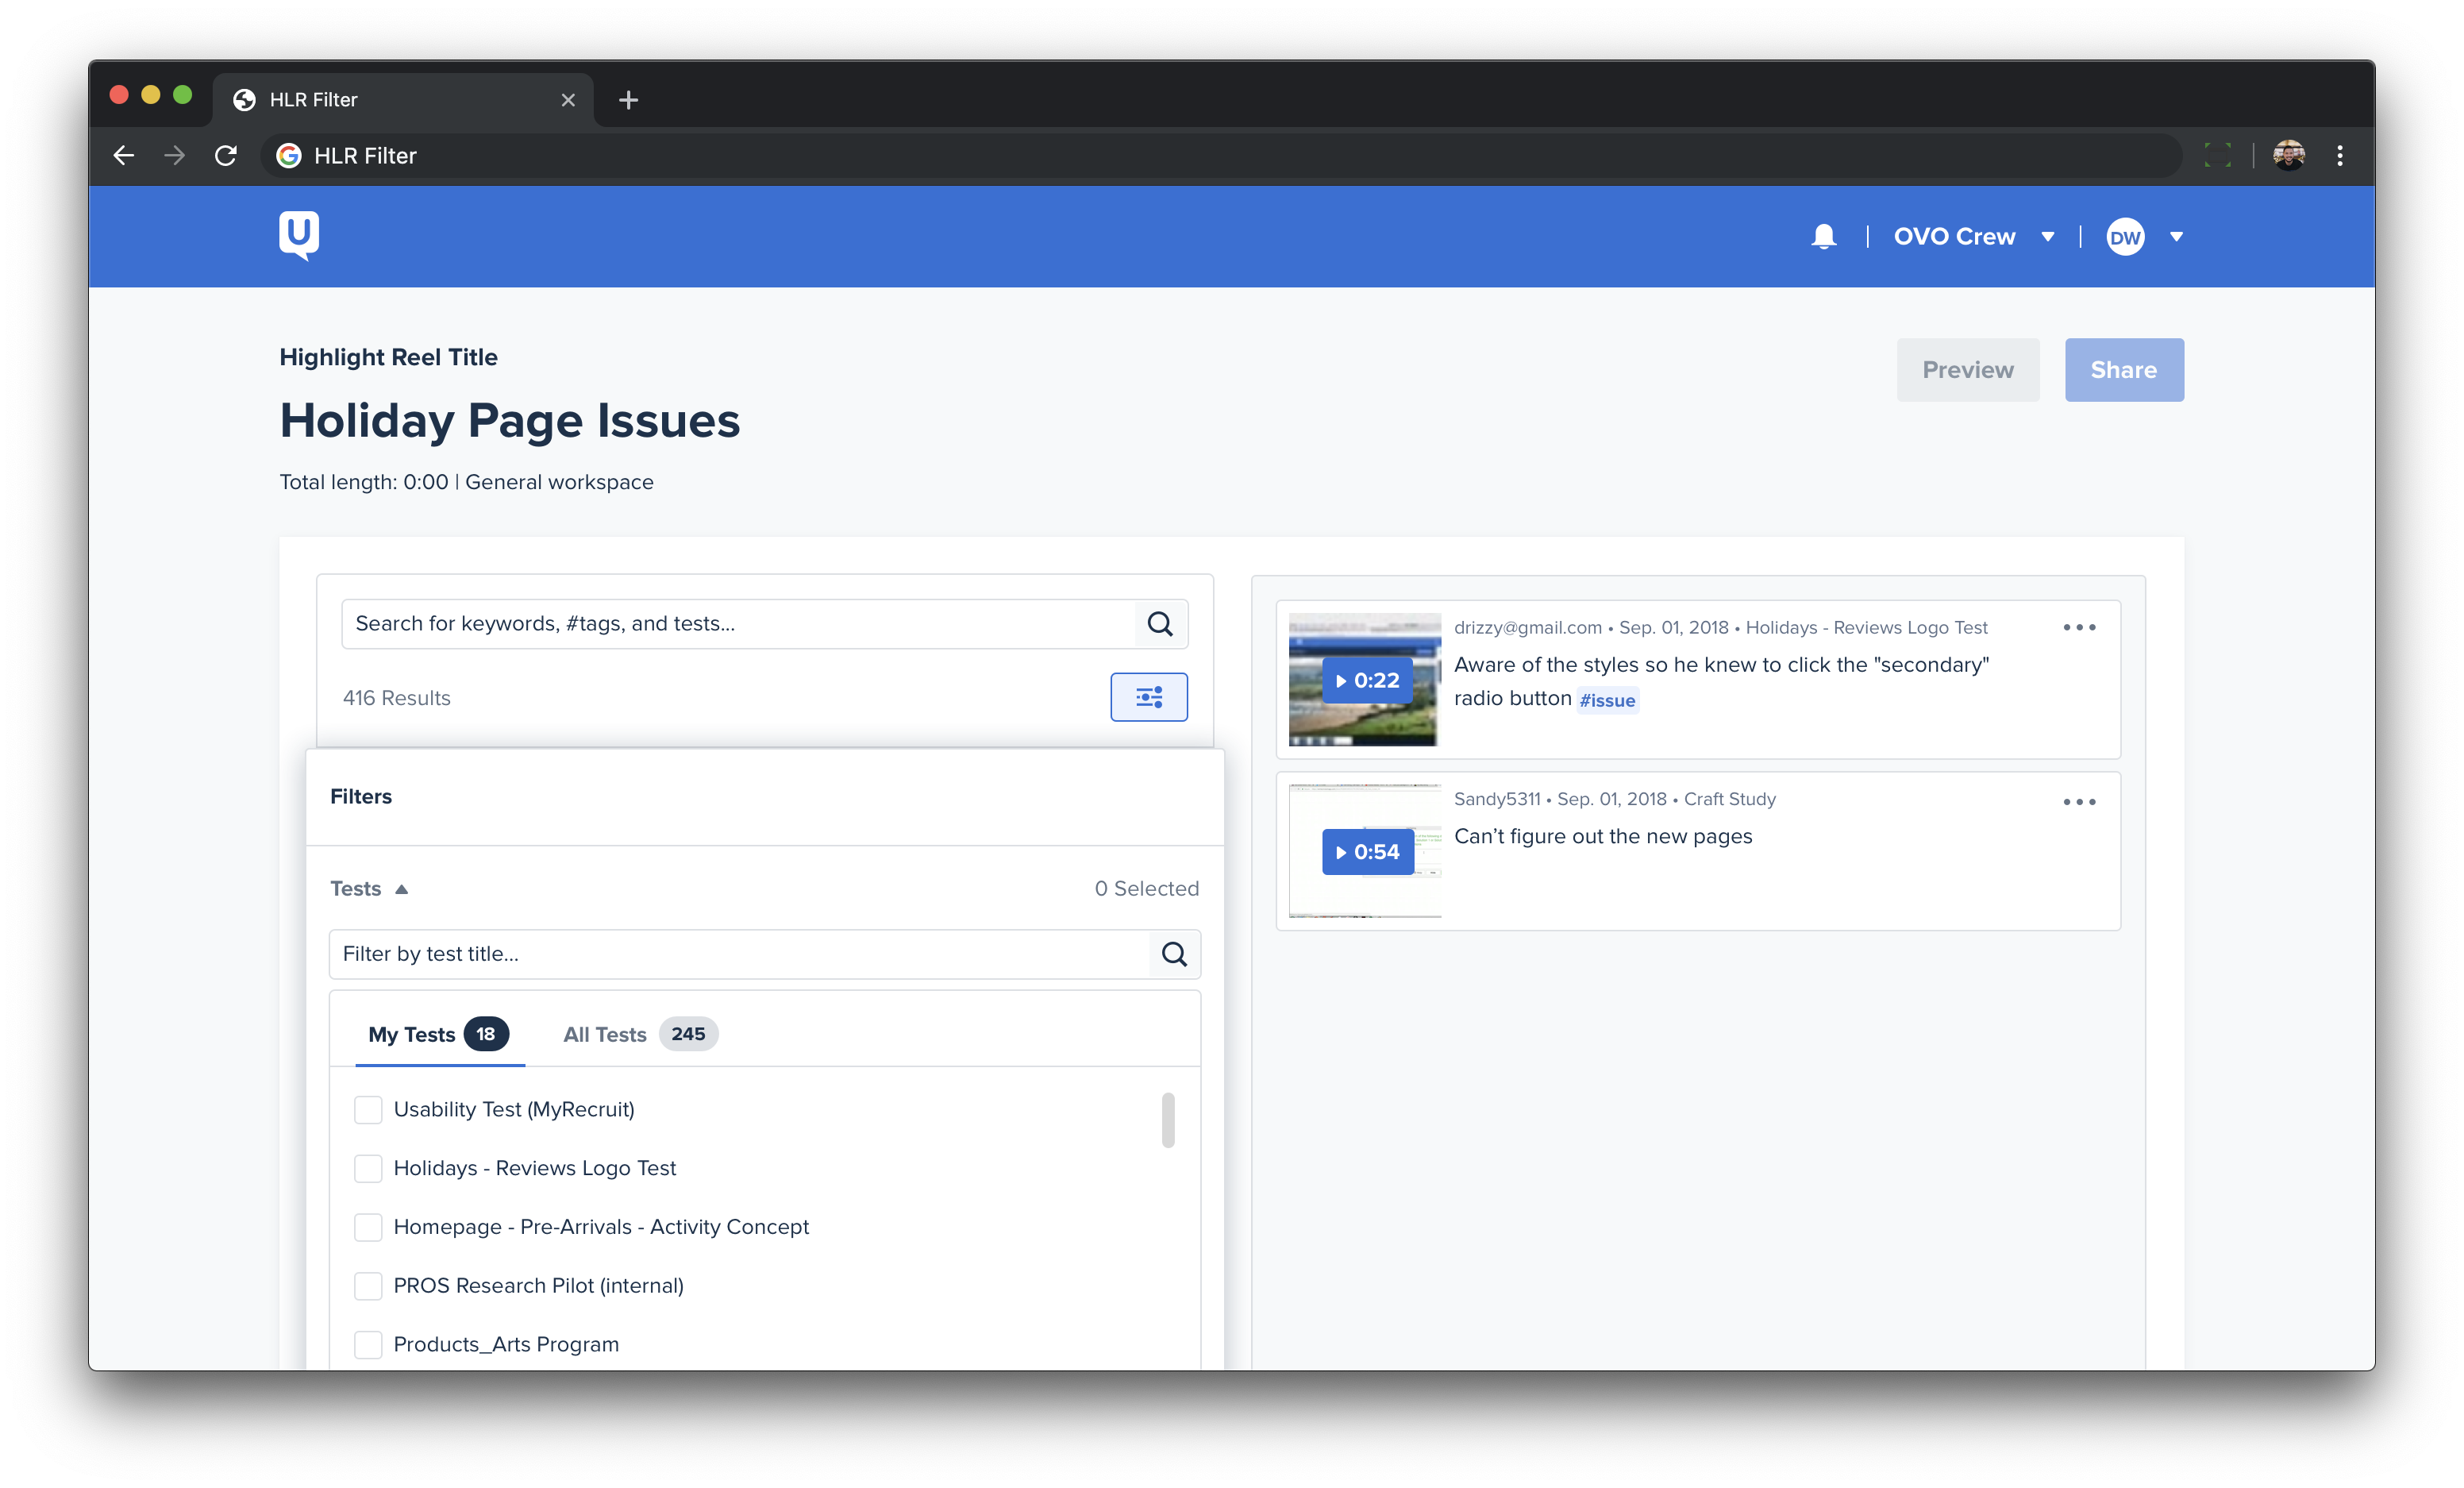 HLR Filter
HLR Filter
U
OVO Crew
DW
Highlight Reel Title
Preview
Share
Holiday Page Issues
Total length: 0:00 | General workspace
Search for keywords, #tags, and tests...
416 Results
Filters
Tests
0 Selected
Filter by test title...
My Tests 18
All Tests 245
Usability Test (MyRecruit)
Holidays - Reviews Logo Test
Homepage - Pre-Arrivals - Activity Concept
PROS Research Pilot (internal)
Products_Arts Program
0:22
drizzy@gmail.com • Sep. 01, 2018 • Holidays - Reviews Logo Test
Aware of the styles so he knew to click the "secondary"
radio button #issue
0:54
Sandy5311 • Sep. 01, 2018 • Craft Study
Can’t figure out the new pages